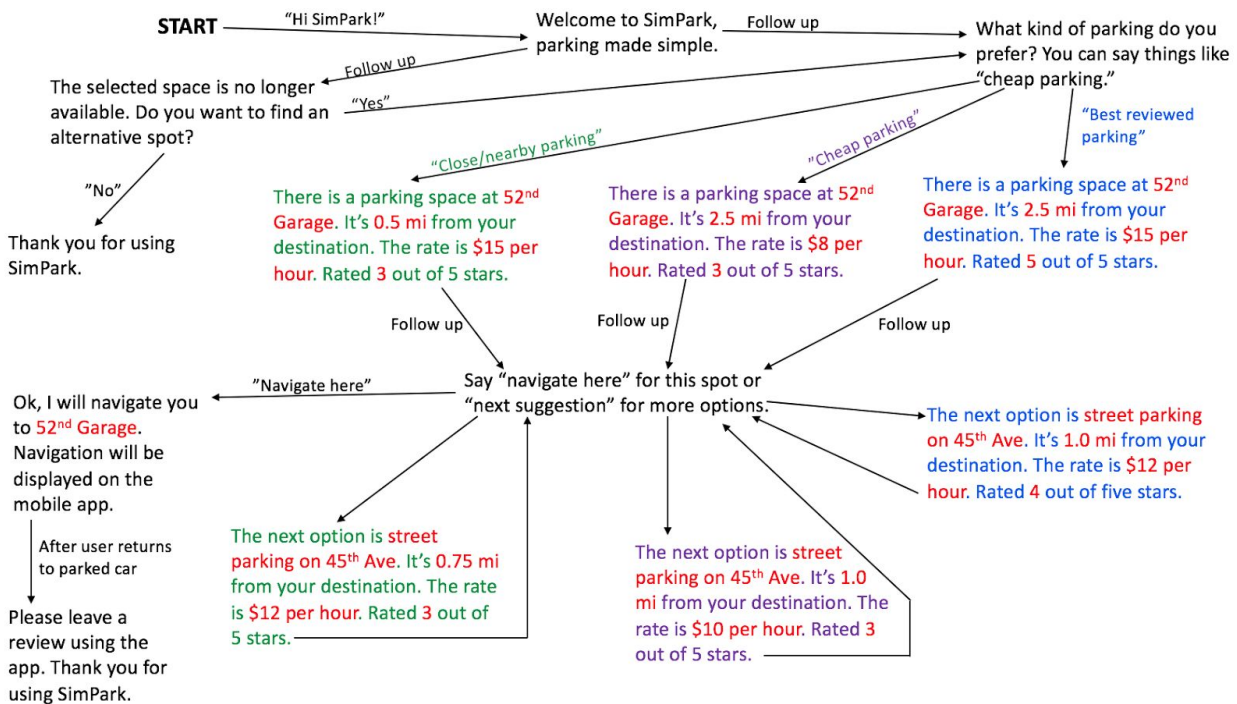 START
"Hi SimPark!"
Welcome to SimPark,
parking made simple.
Follow up
What kind of parking do you
prefer? You can say things like
"cheap parking."
Follow up
The selected space is no longer
available. Do you want to find an
alternative spot?
"Yes"
"No"
Thank you for using
SimPark.
"Close/nearby parking"
"Cheap parking"
"Best reviewed
parking"
There is a parking space at 52nd
Garage. It's 0.5 mi from your
destination. The rate is $15 per
hour. Rated 3 out of 5 stars.
There is a parking space at 52nd
Garage. It's 2.5 mi from your
destination. The rate is $8 per
hour. Rated 3 out of 5 stars.
There is a parking space at 52nd
Garage. It's 2.5 mi from your
destination. The rate is $15 per
hour. Rated 5 out of 5 stars.
Follow up
Follow up
Follow up
Say "navigate here" for this spot or
"next suggestion" for more options.
"Navigate here"
Ok, I will navigate you
to 52nd Garage.
Navigation will be
displayed on the
mobile app.
After user returns
to parked car
Please leave a
review using the
app. Thank you for
using SimPark.
The next option is street
parking on 45th Ave. It's 0.75 mi
from your destination. The rate
is $12 per hour. Rated 3 out of
5 stars.
The next option is street
parking on 45th Ave. It's 1.0
mi from your destination. The
rate is $10 per hour. Rated 3
out of 5 stars.
The next option is street parking
on 45th Ave. It's 1.0 mi from your
destination. The rate is $12 per
hour. Rated 4 out of five stars.